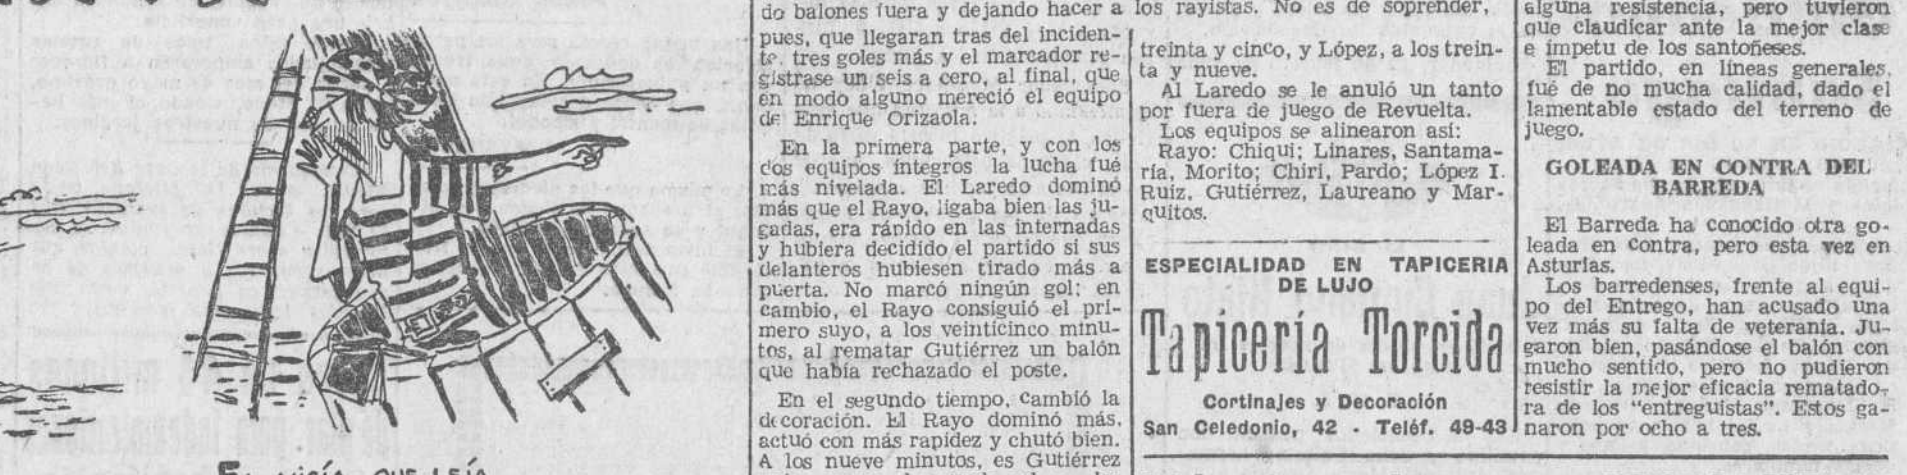 do balones fuera y dejando hacer a los rayistas. No es de soprender,
pues, que llegaran tras del inciden-
te, tres goles más y el marcador re-
gistrase un seis a cero, al final, que
en modo alguno mereció el equipo
de Enrique Orizaola.
En la primera parte, y con los
dos equipos íntegros la lucha fué
más nivelada. El Laredo dominó
más que el Rayo, ligaba bien las ju-
gadas, era rápido en las internadas
y hubiera decidido el partido si sus
delanteros hubiesen tirado más a
puerta. No marcó ningún gol; en
cambio, el Rayo consiguió el pri-
mero suyo, a los veinticinco minu-
tos, al rematar Gutiérrez un balón
que había rechazado el poste.
En el segundo tiempo, cambió la
decoración. El Rayo dominó más,
actuó con más rapidez y chutó bien.
A los nueve minutos, es Gutiérrez
treinta y cinco, y López, a los trein-
ta y nueve.
Al Laredo se le anuló un tanto
por fuera de juego de Revuelta.
Los equipos se alinearon así:
Rayo: Chiqui; Linares, Santama-
ría, Morito; Chiri, Pardo; López I.
Ruiz, Gutiérrez, Laureano y Mar-
quitos.
ESPECIALIDAD EN TAPICERIA
DE LUJO
Tapicería Torcida
Cortinajes y Decoración
San Celedonio, 42 - Teléf. 49-43
alguna resistencia, pero tuvieron
que claudicar ante la mejor clase
e ímpetu de los santoñeses.
El partido, en líneas generales,
fué de no mucha calidad, dado el
lamentable estado del terreno de
juego.
GOLEADA EN CONTRA DEL
BARREDA
El Barreda ha conocido otra go-
leada en contra, pero esta vez en
Asturias.
Los barredenses, frente al equi-
po del Entrego, han acusado una
vez más su falta de veteranía. Ju-
garon bien, pasándose el balón con
mucho sentido, pero no pudieron
resistir la mejor eficacia rematado-
ra de los "entreguistas". Estos ga-
naron por ocho a tres.